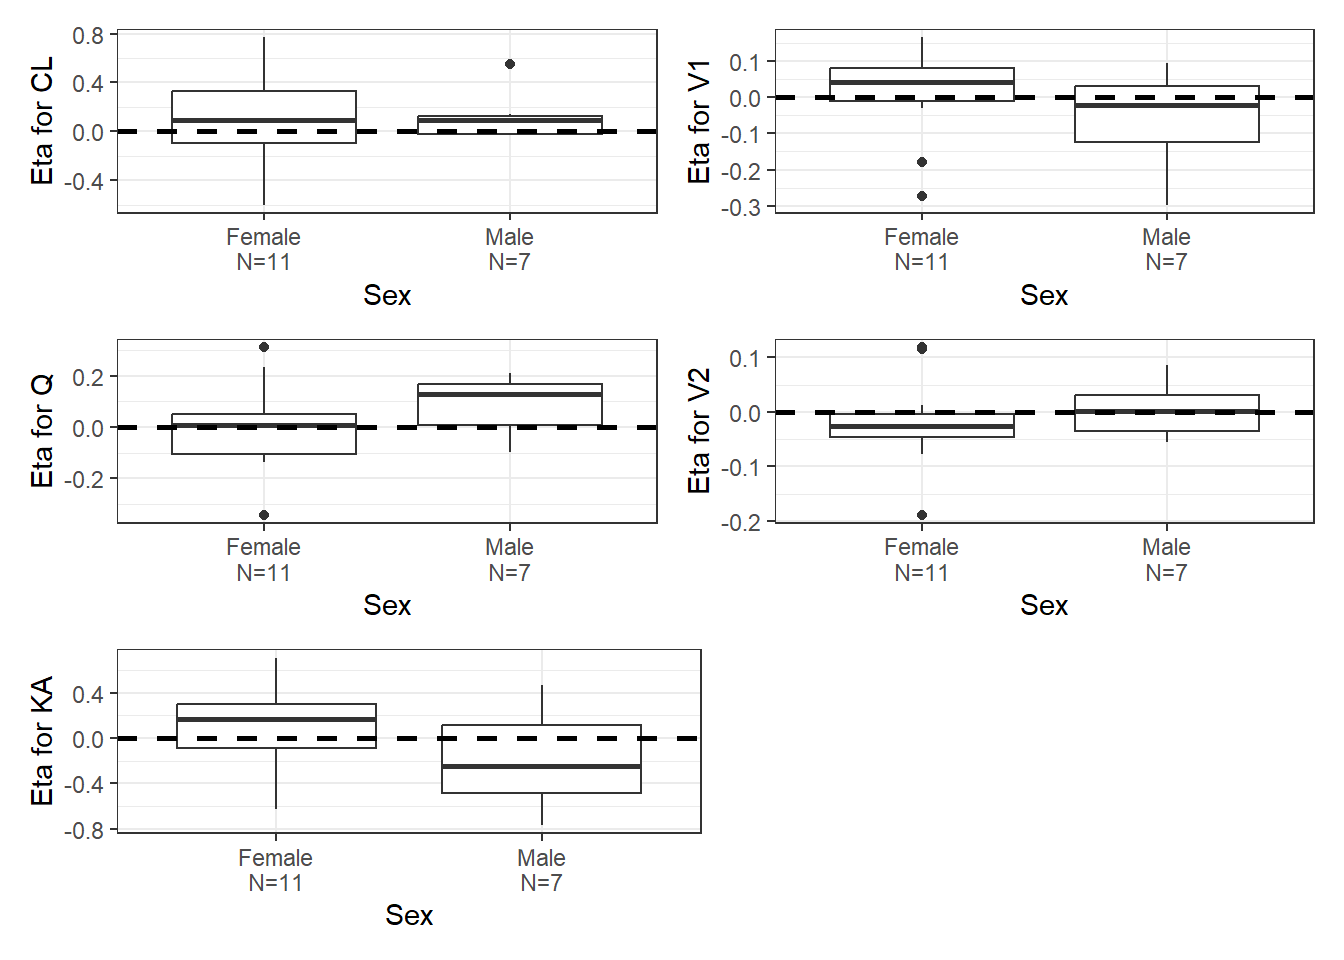 Eta for CL
0.8
0.4
0.0
-0.4
Female
N=11
Male
N=7
Sex
Eta for V1
0.1
0.0
-0.1
-0.2
-0.3
Female
N=11
Male
N=7
Sex
Eta for Q
0.2
0.0
-0.2
Female
N=11
Male
N=7
Sex
Eta for V2
0.1
0.0
-0.1
-0.2
Female
N=11
Male
N=7
Sex
Eta for KA
0.4
0.0
-0.4
-0.8
Female
N=11
Male
N=7
Sex